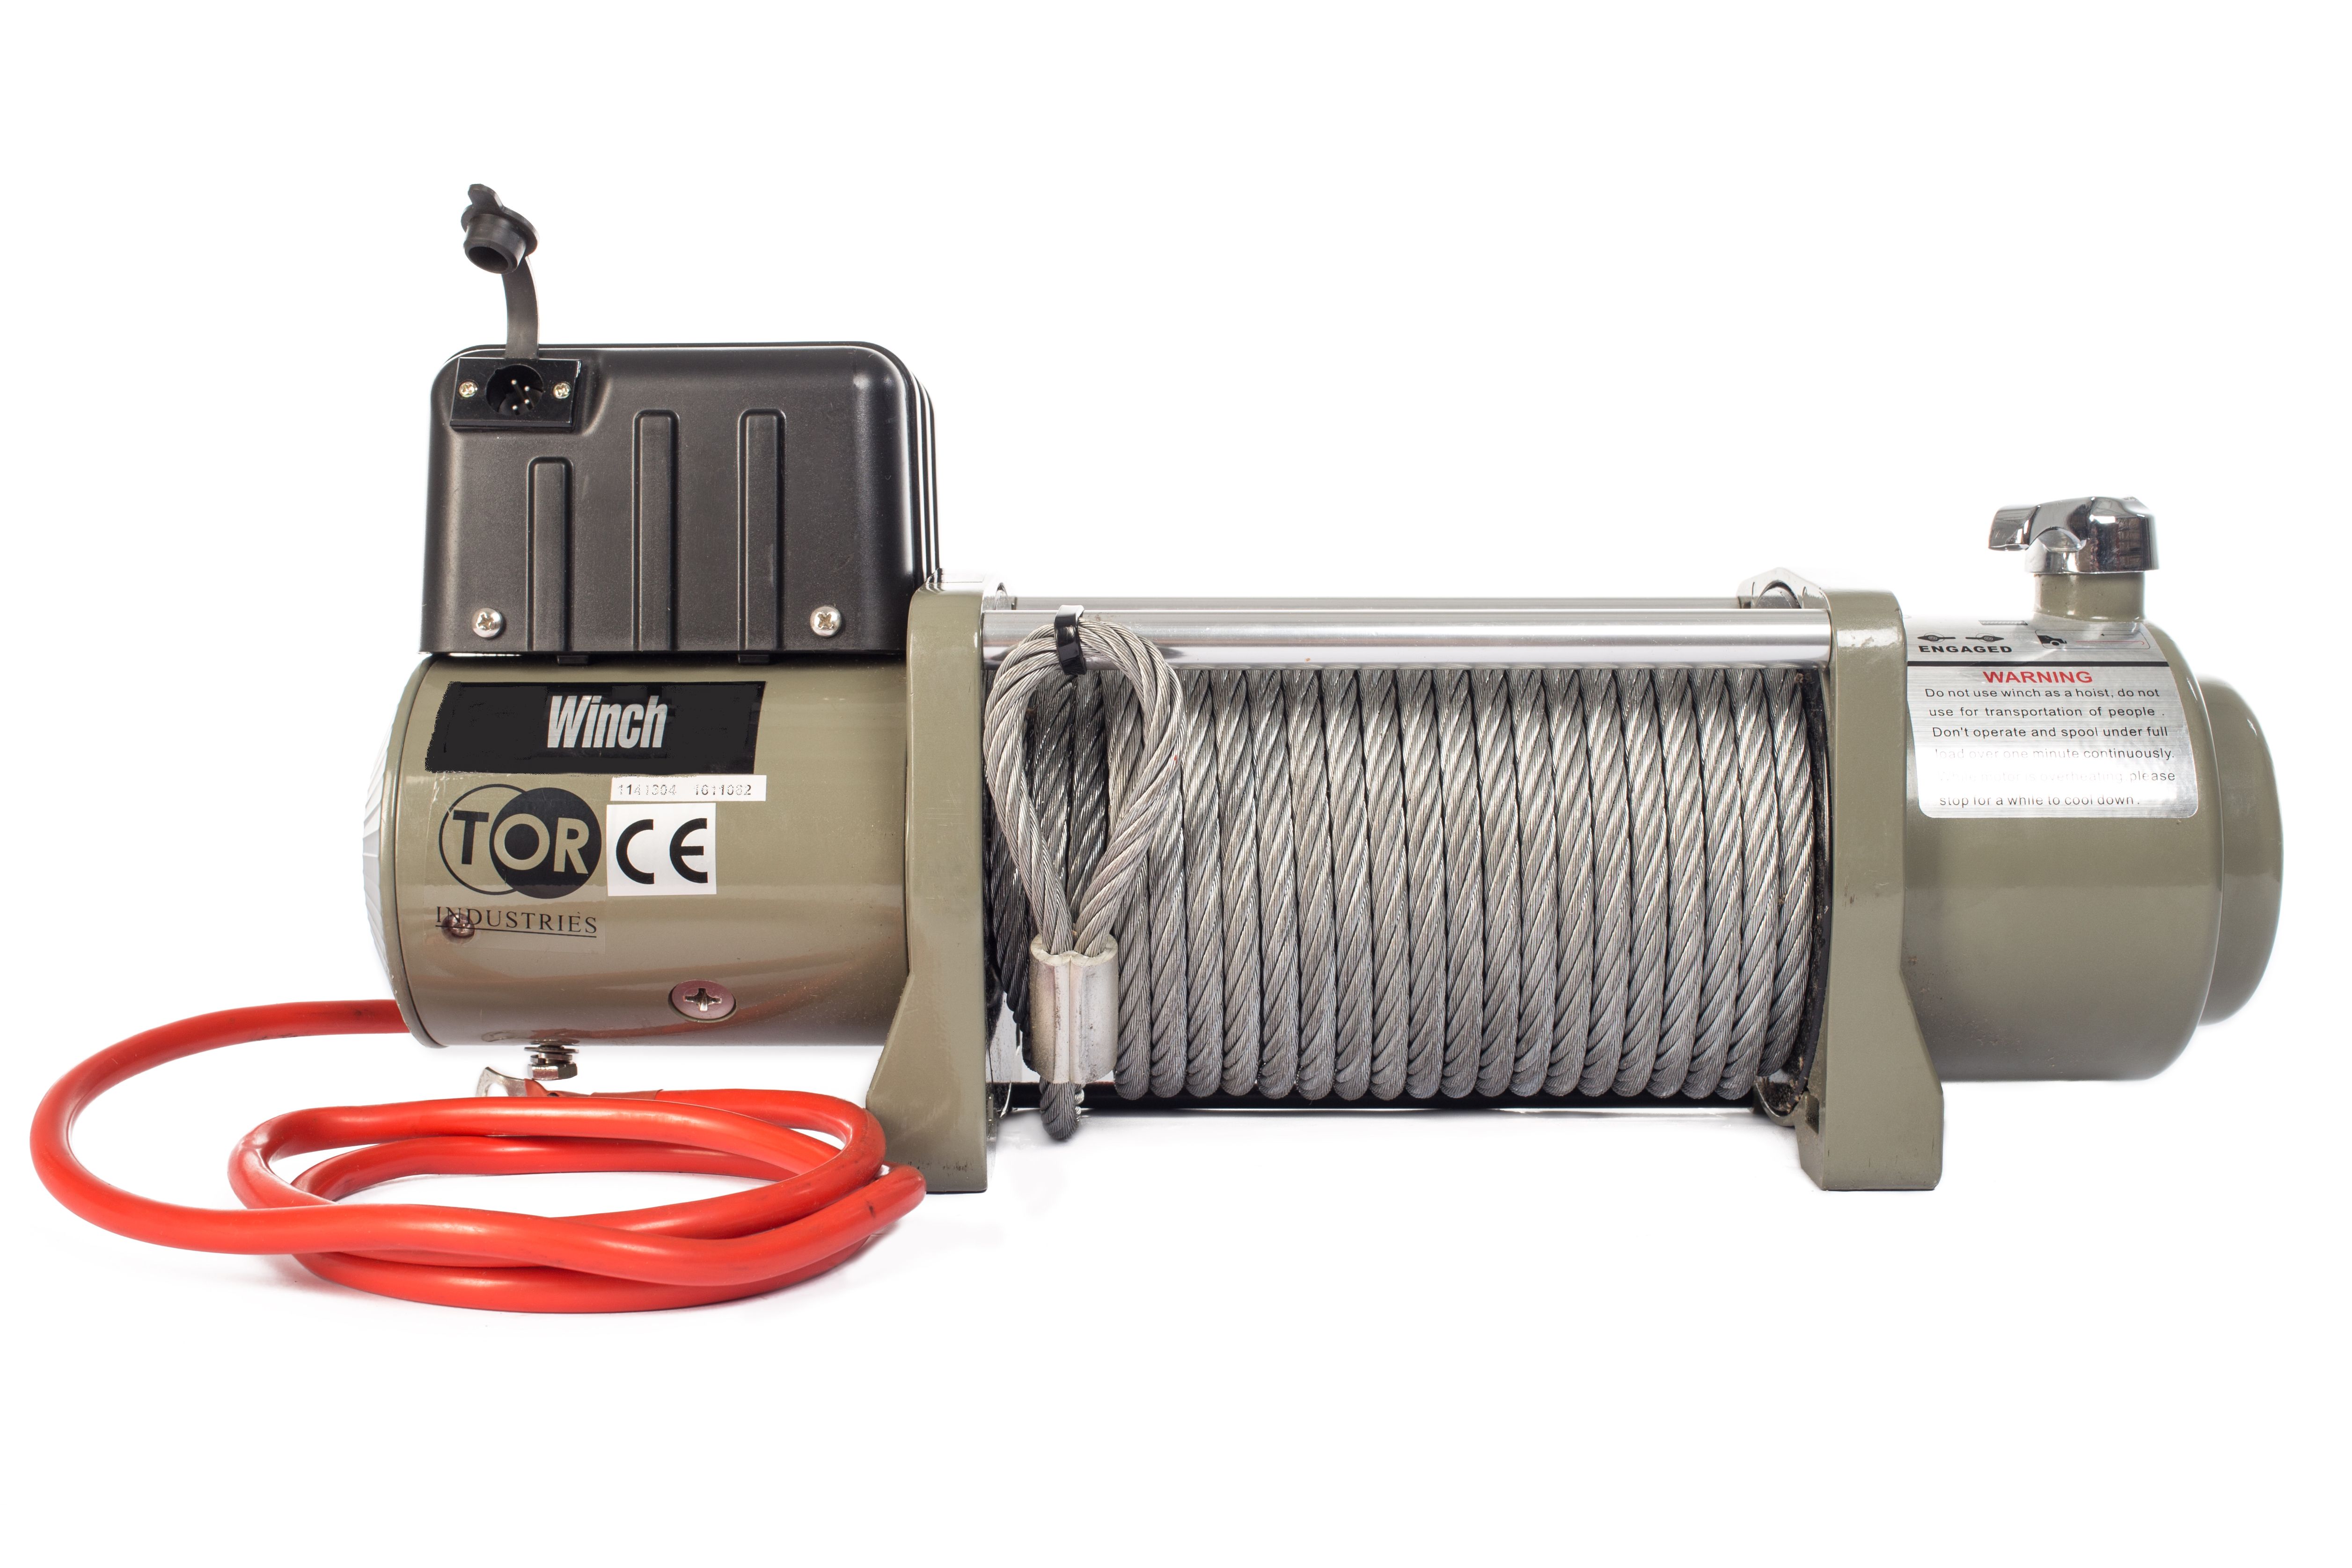 Winch
1141304 1611062
TOR
CE
INDUSTRIES
ENGAGED
WARNING
Do not use winch as a hoist, do not
use for transportation of people .
Don't operate and spool under full
load over one minute continuously.
overheating please
stop for a while to cool down .